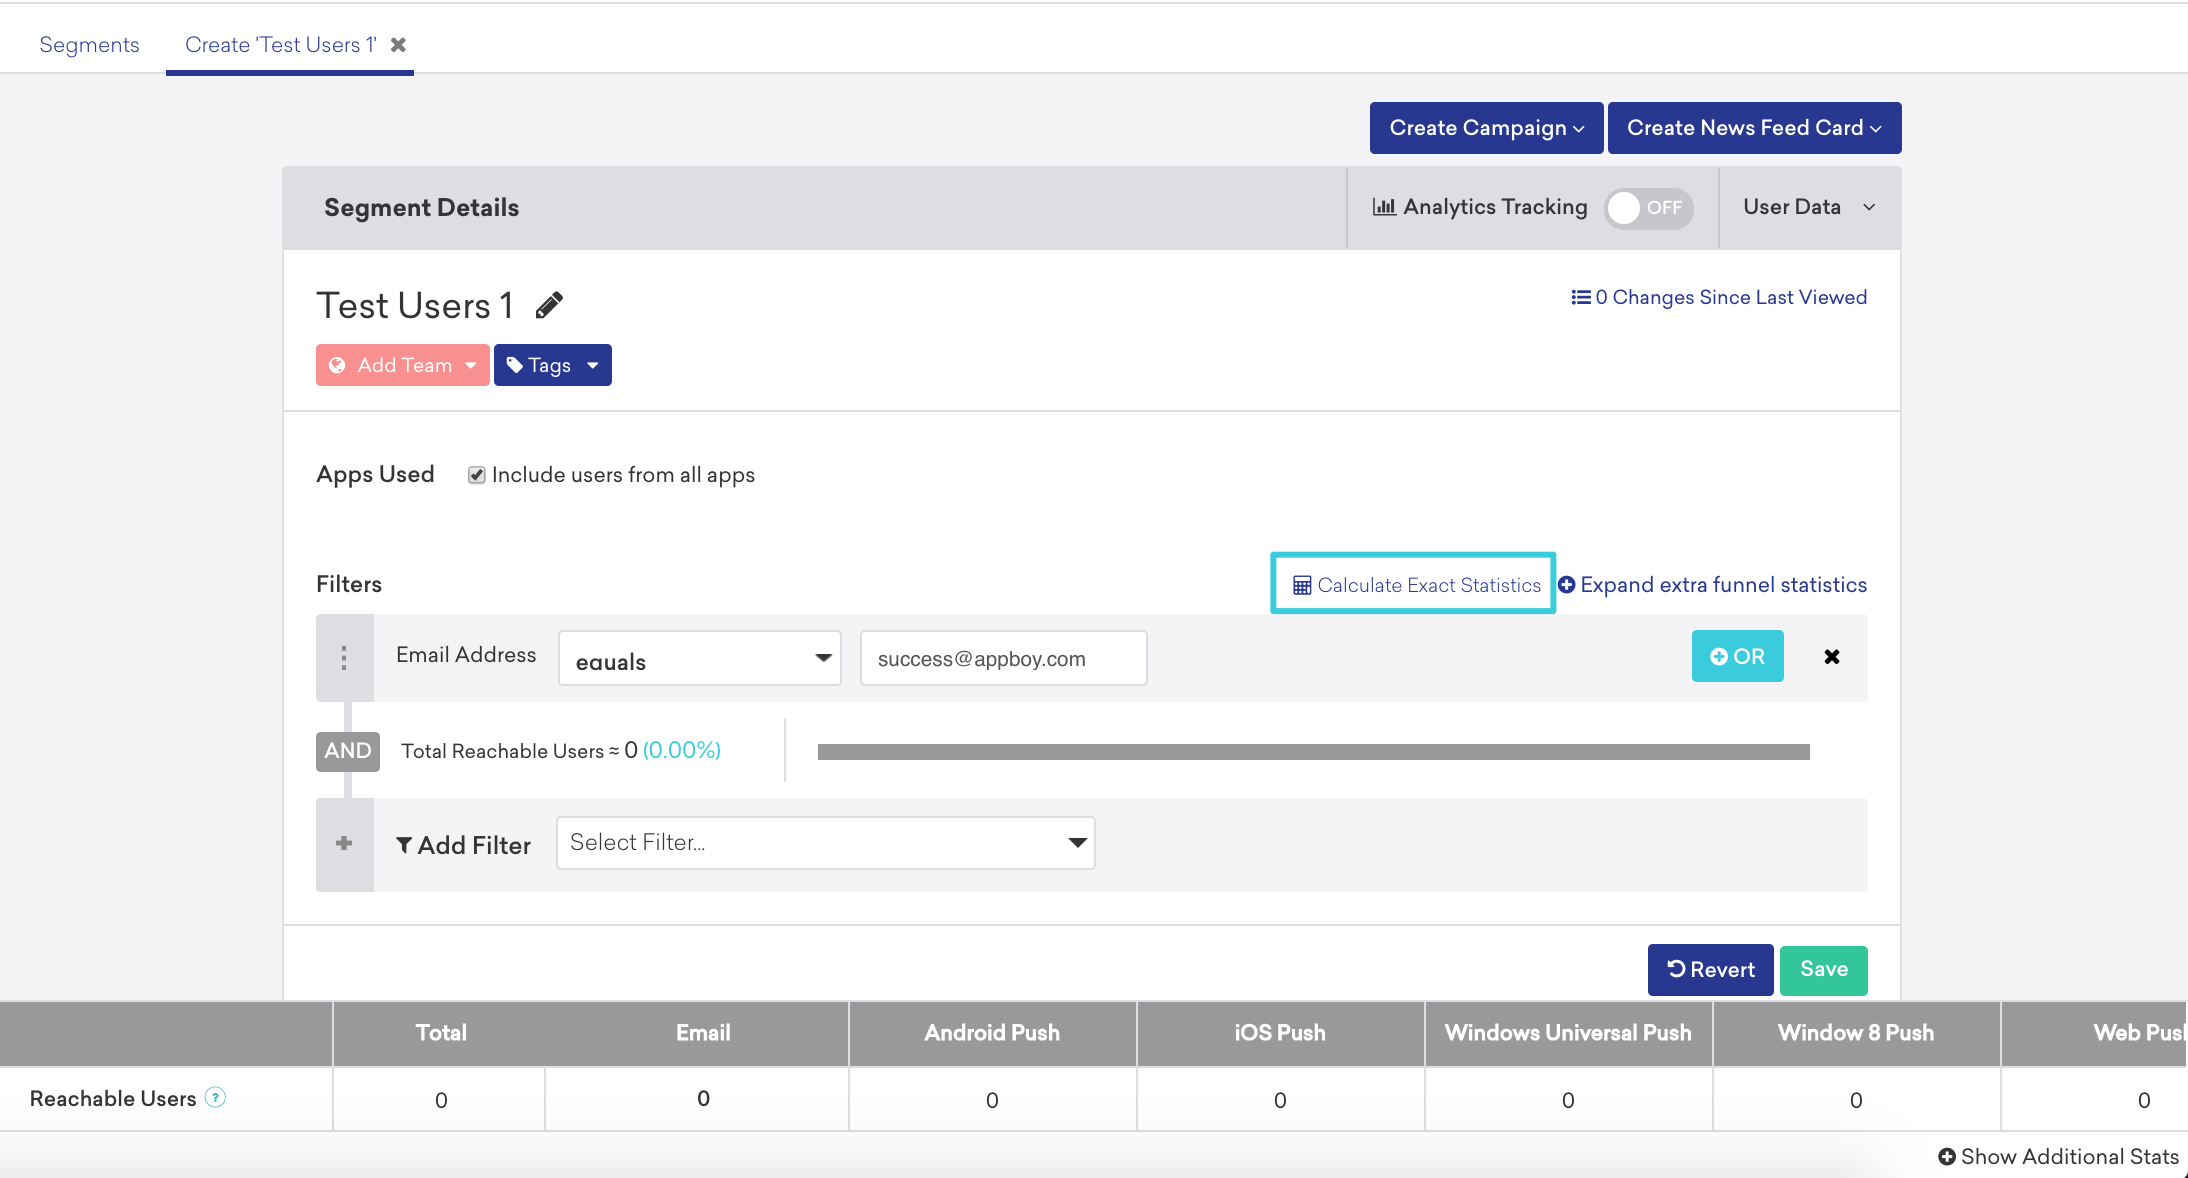 Segments
Create 'Test Users 1'
Create Campaign
Create News Feed Card
Segment Details
Analytics Tracking
OFF
User Data
Test Users 1
0 Changes Since Last Viewed
Add Team
Tags
Apps Used
Include users from all apps
Filters
Calculate Exact Statistics
Expand extra funnel statistics
Email Address
equals
success@appboy.com
OR
AND
Total Reachable Users ≈ 0 (0.00%)
Add Filter
Select Filter...
Revert
Save
Total Email Android Push iOS Push Windows Universal Push Window 8 Push Web Push
Reachable Users ? 0 0 0 0 0 0 0
Show Additional Stats